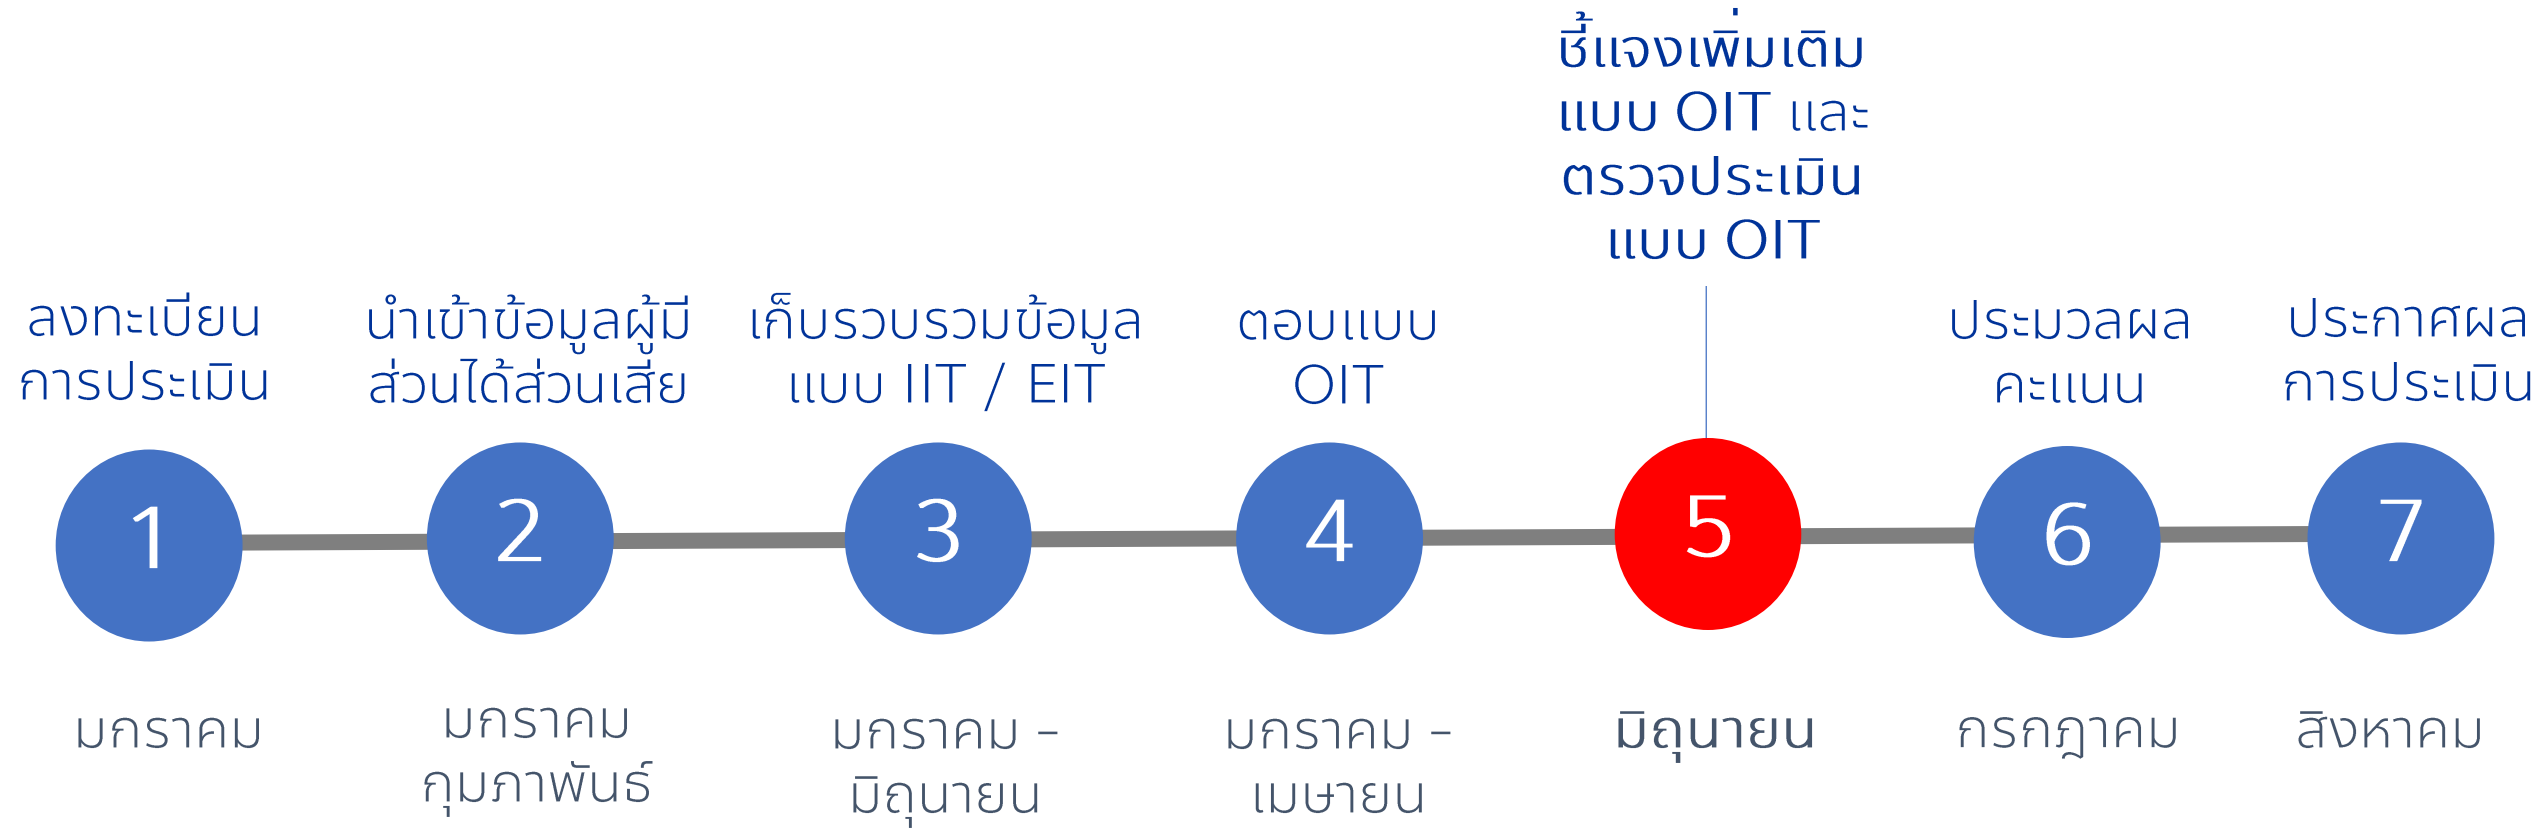 ลงทะเบียน
การประเมิน
1
มกราคม
นำเข้าข้อมูลผู้มี
ส่วนได้ส่วนเสีย
2
มกราคม
กุมภาพันธ์
เก็บรวบรวมข้อมูล
แบบ IIT / EIT
3
มกราคม –
มิถุนายน
ตอบแบบ
OIT
4
มกราคม –
เมษายน
ชี้แจงเพิ่มเติม
แบบ OIT และ
ตรวจประเมิน
แบบ OIT
5
มิถุนายน
ประมวลผล
คะแนน
6
กรกฎาคม
ประกาศผล
การประเมิน
7
สิงหาคม